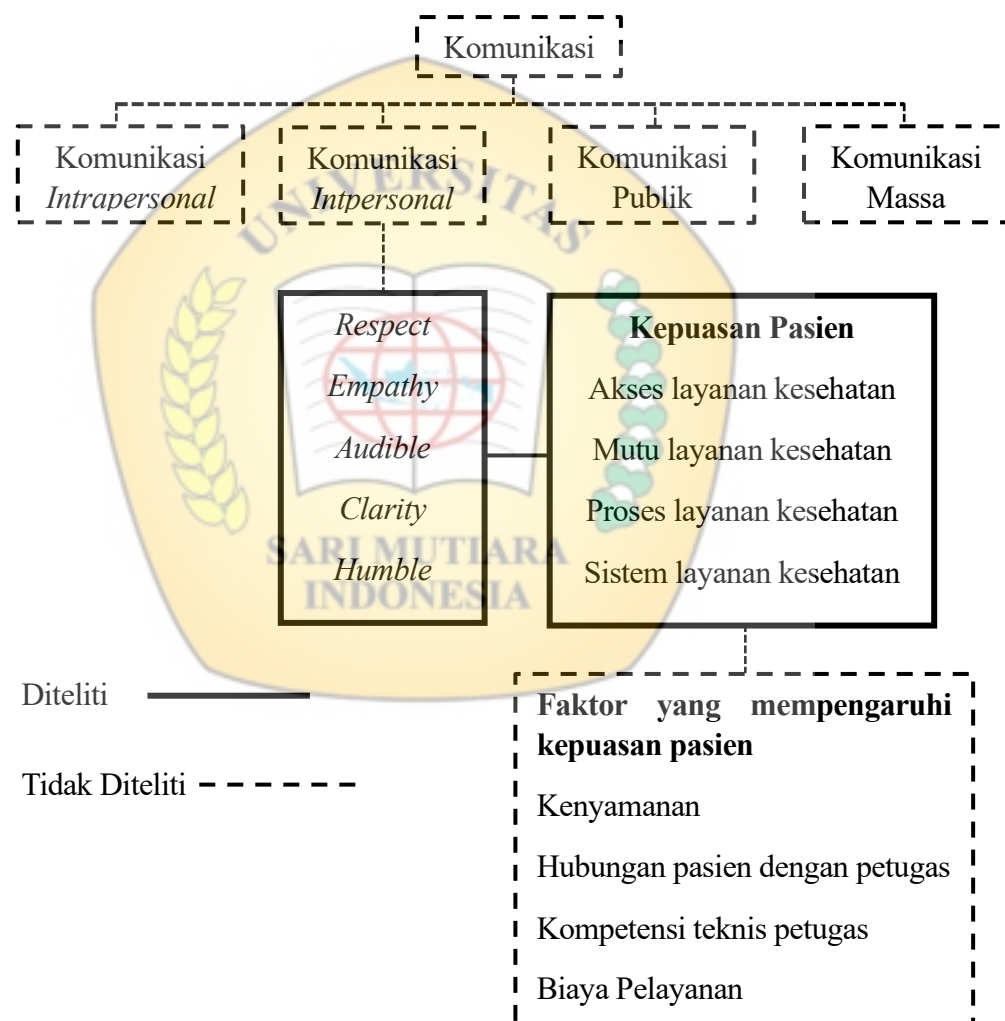 Komunikasi
Komunikasi
Intrapersonal
Komunikasi
Intpersonal
Komunikasi
Publik
Komunikasi
Massa
UNIVERSITAS
SARI MUTIARA
INDONESIA
Respect
Empathy
Audible
Clarity
Humble
Kepuasan Pasien
Akses layanan kesehatan
Mutu layanan kesehatan
Proses layanan kesehatan
Sistem layanan kesehatan
Diteliti
Tidak Diteliti
Faktor yang mempengaruhi
kepuasan pasien
Kenyamanan
Hubungan pasien dengan petugas
Kompetensi teknis petugas
Biaya Pelayanan